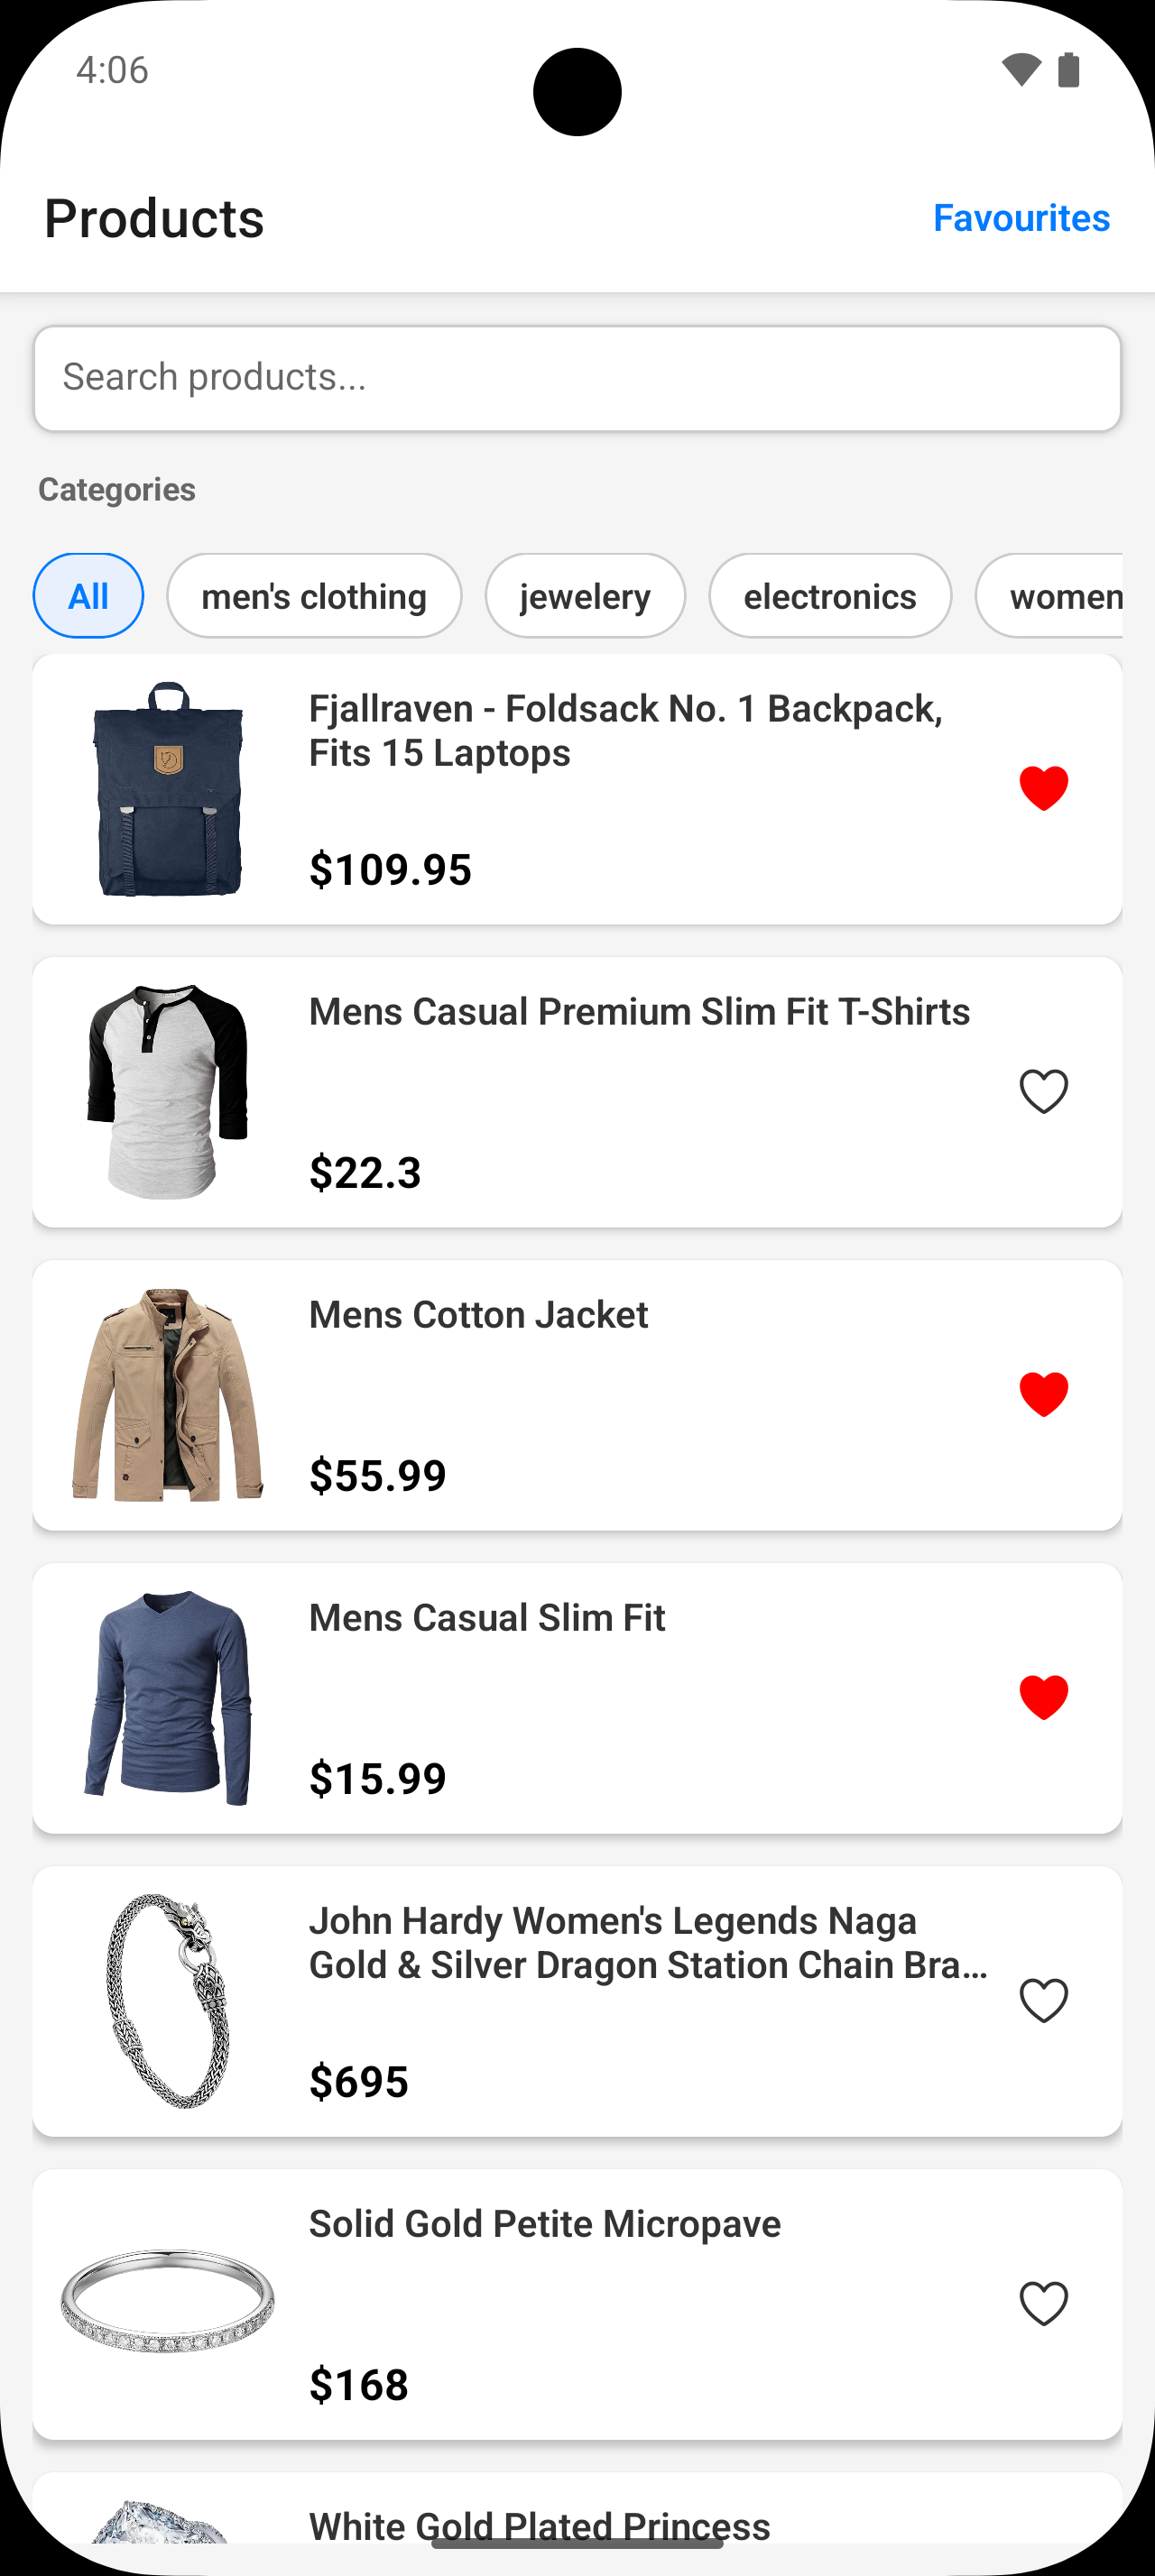 4:06
Products
Favourites
Search products...
Categories
All
men's clothing
jewelery
electronics
women
Fjallraven - Foldsack No. 1 Backpack,
Fits 15 Laptops
$109.95
Mens Casual Premium Slim Fit T-Shirts
$22.3
Mens Cotton Jacket
$55.99
Mens Casual Slim Fit
$15.99
John Hardy Women's Legends Naga
Gold & Silver Dragon Station Chain Bra...
$695
Solid Gold Petite Micropave
$168
White Gold Plated Princess